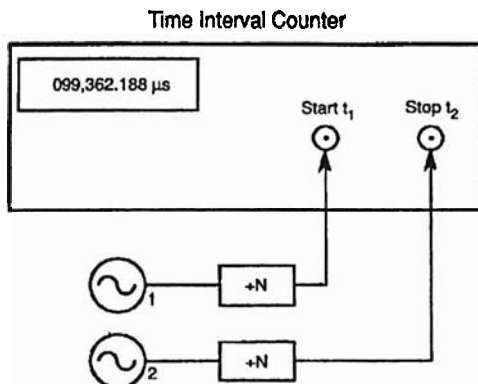 Time Interval Counter
099,362.188 μs
Start t₁
Stop t₂
1
+N
2
+N